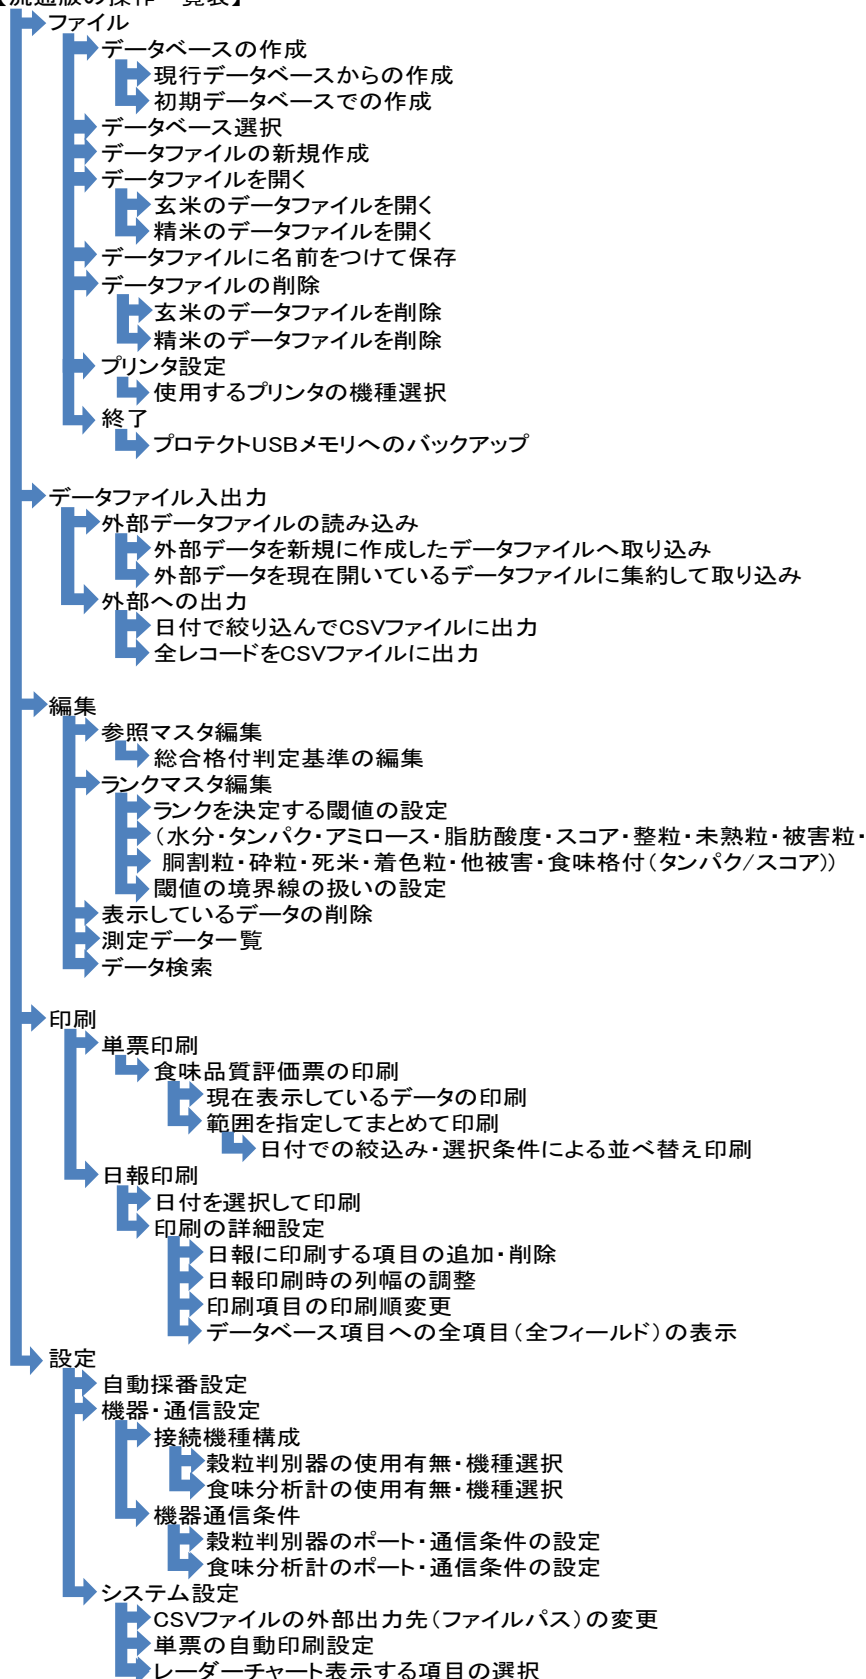 【流通版の操作一覧表】
ファイル
データベースの作成
現行データベースからの作成
初期データベースでの作成
データベース選択
データファイルの新規作成
データファイルを開く
玄米のデータファイルを開く
精米のデータファイルを開く
データファイルに名前をつけて保存
データファイルの削除
玄米のデータファイルを削除
精米のデータファイルを削除
プリンタ設定
使用するプリンタの機種選択
終了
プロテクトUSBメモリへのバックアップ
データファイル入出力
外部データファイルの読み込み
外部データを新規に作成したデータファイルへ取り込み
外部データを現在開いているデータファイルに集約して取り込み
外部への出力
日付で絞り込んでCSVファイルに出力
全レコードをCSVファイルに出力
編集
参照マスタ編集
総合格付判定基準の編集
ランクマスタ編集
ランクを決定する閾値の設定
(水分・タンパク・アミロース・脂肪酸度・スコア・整粒・未熟粒・被害粒・
胴割粒・砕粒・死米・着色粒・他被害・食味格付(タンパク/スコア))
閾値の境界線の扱いの設定
表示しているデータの削除
測定データ一覧
データ検索
印刷
単票印刷
食味品質評価票の印刷
現在表示しているデータの印刷
範囲を指定してまとめて印刷
日付での絞込み・選択条件による並べ替え印刷
日報印刷
日付を選択して印刷
印刷の詳細設定
日報に印刷する項目の追加・削除
日報印刷時の列幅の調整
印刷項目の印刷順変更
データベース項目への全項目(全フィールド)の表示
設定
自動採番設定
機器・通信設定
接続機種構成
穀粒判別器の使用有無・機種選択
食味分析計の使用有無・機種選択
機器通信条件
穀粒判別器のポート・通信条件の設定
食味分析計のポート・通信条件の設定
システム設定
CSVファイルの外部出力先(ファイルパス)の変更
単票の自動印刷設定
レーダーチャート表示する項目の選択